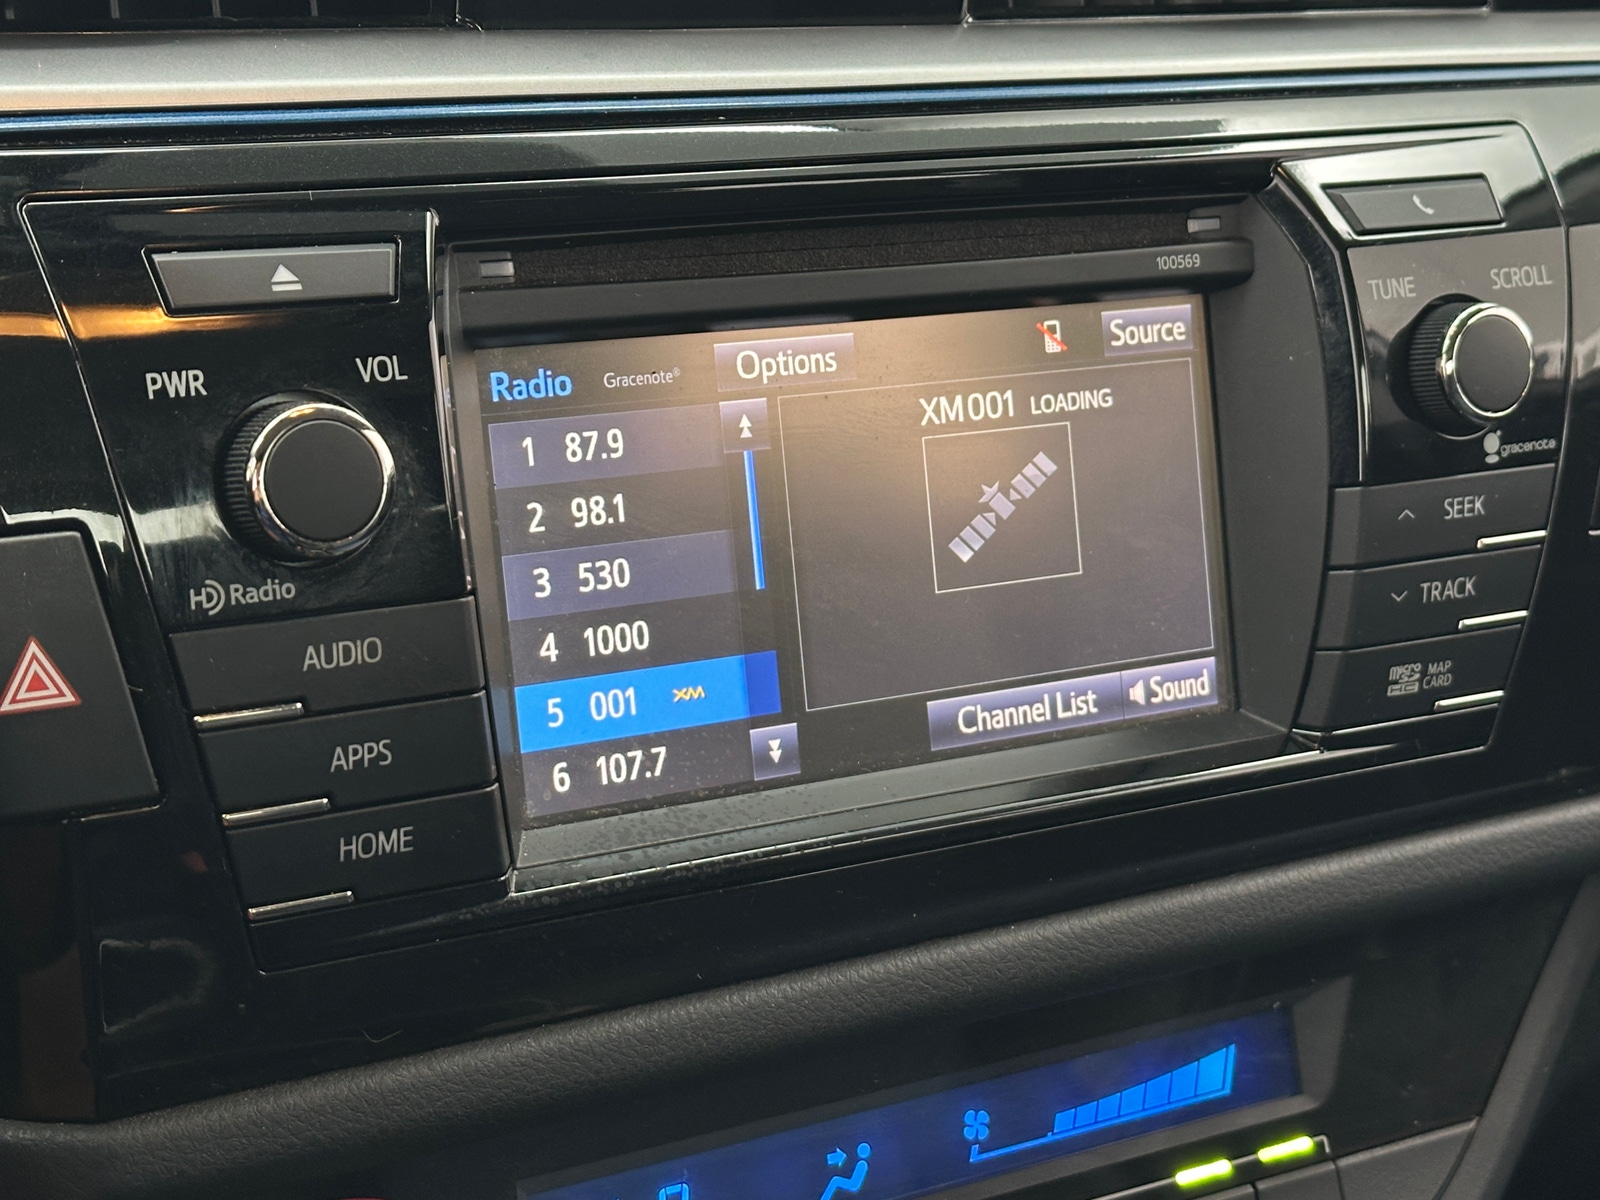 100569
TUNE SCROLL
PWR VOL
Radio Gracenote® Options Source
XM001 LOADING
1 87.9
2 98.1
3 530
4 1000
5 001 XM
6 107.7
Channel List Sound
HD Radio
AUDIO
APPS
HOME
gracenote
SEEK
TRACK
micro SD HC MAP CARD